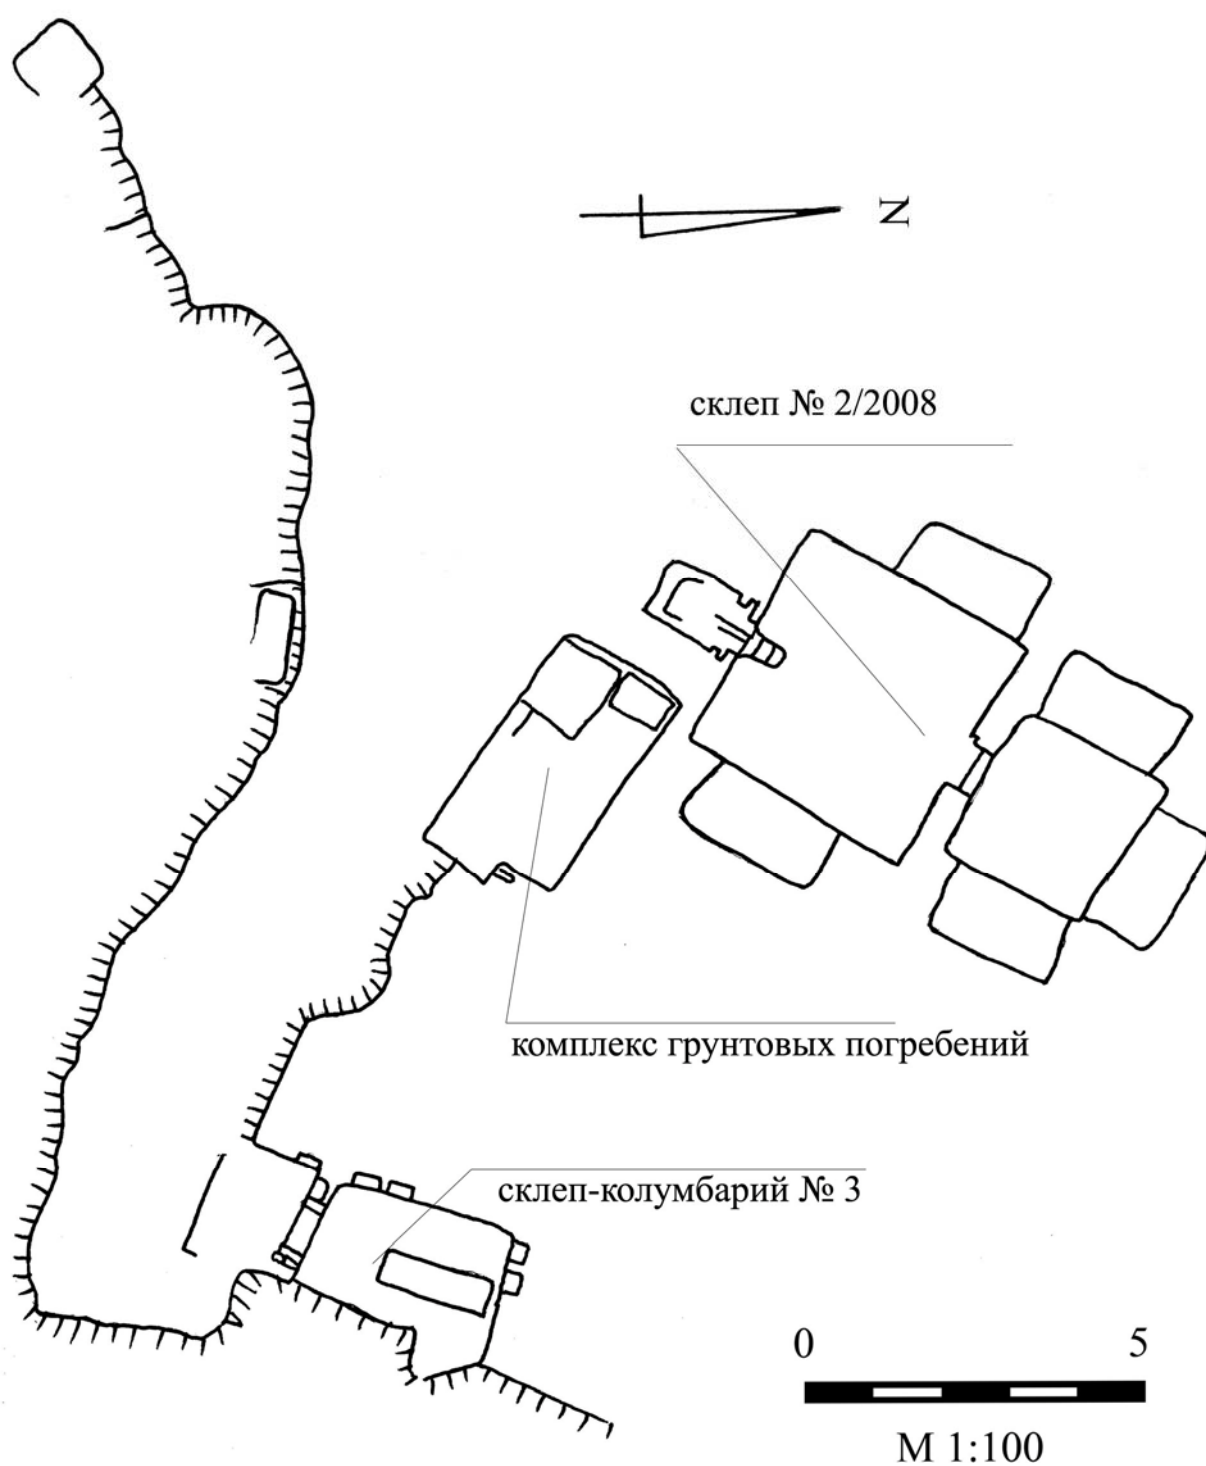 N
склеп № 2/2008
комплекс грунтовых погребений
склеп-колумбарий № 3
0 5
М 1:100